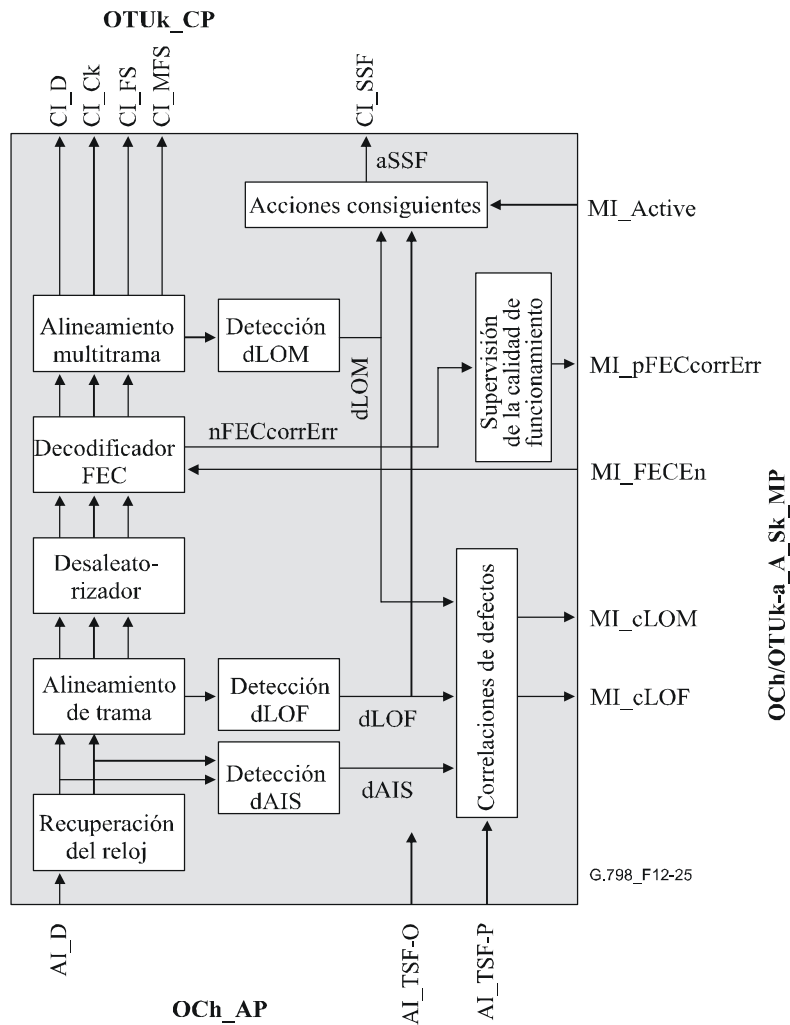 OTUk_CP
CI_D
CI_Ck
CI_FS
CI_MFS
CI_SSF
aSSF
Acciones consiguientes
MI_Active
Alineamiento
multitrama
Detección
dLOM
dLOM
Supervisión
de la calidad de
funcionamiento
MI_pFECcorrErr
nFECcorrErr
Decodificador
FEC
MI_FECEn
Desaleato-
rizador
Correlaciones de defectos
MI_cLOM
Alineamiento
de trama
Detección
dLOF
dLOF
MI_cLOF
OCh/OTUk-a_A_Sk_MP
Detección
dAIS
dAIS
Recuperación
del reloj
G.798_F12-25
AI_D
AI_TSF-O
AI_TSF-P
OCh_AP